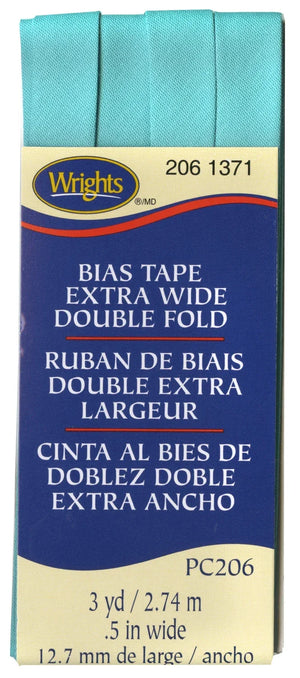 Wrights
®/MD
206 1371
BIAS TAPE
EXTRA WIDE
DOUBLE FOLD
RUBAN DE BIAIS
DOUBLE EXTRA
LARGEUR
CINTA AL BIES DE
DOBLEZ DOBLE
EXTRA ANCHO
PC206
3 yd / 2.74 m
.5 in wide
12.7 mm de large / ancho